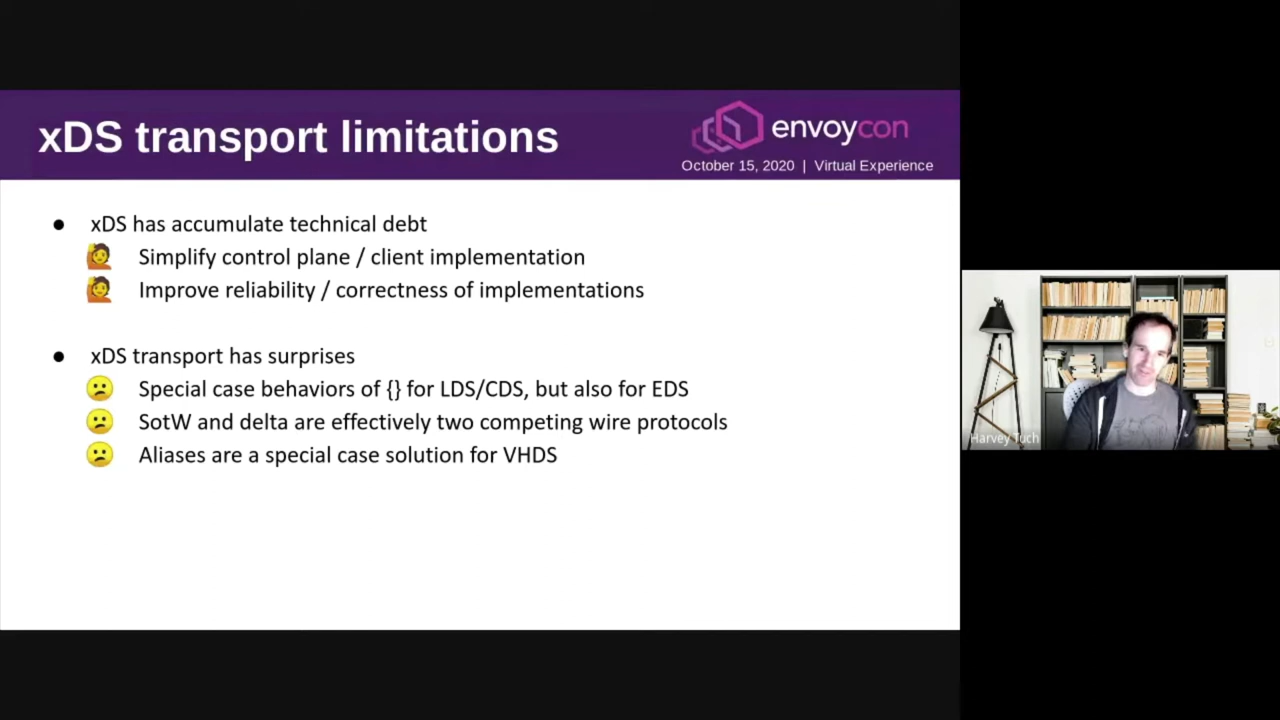 xDS transport limitations
envoycon
October 15, 2020 | Virtual Experience
● xDS has accumulate technical debt
Simplify control plane / client implementation
Improve reliability / correctness of implementations
● xDS transport has surprises
Special case behaviors of {} for LDS/CDS, but also for EDS
SotW and delta are effectively two competing wire protocols
Aliases are a special case solution for VHDS
Harvey Tuch